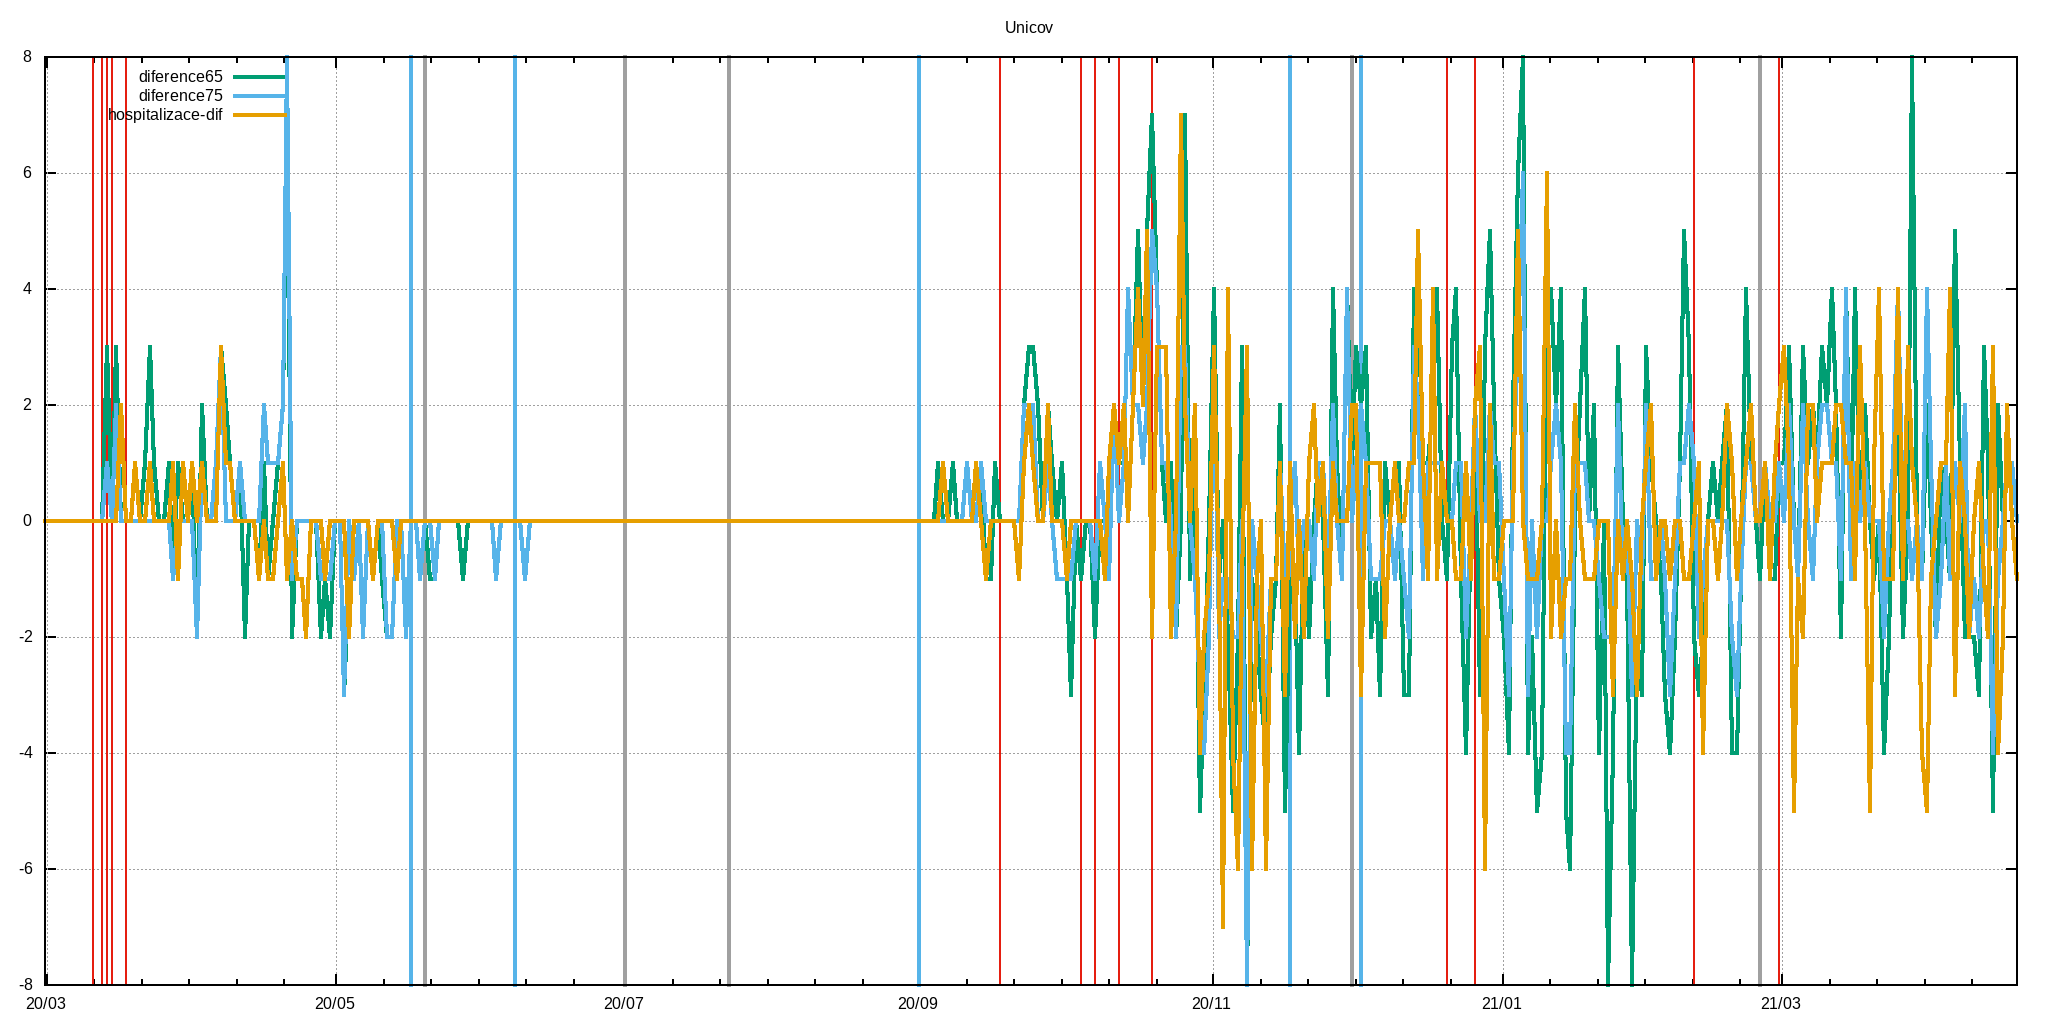 Unicov
8
diference65
diference75
hospitalizace-dif
6
4
2
0
-2
-4
-6
-8
20/03 20/05 20/07 20/09 20/11 21/01 21/03